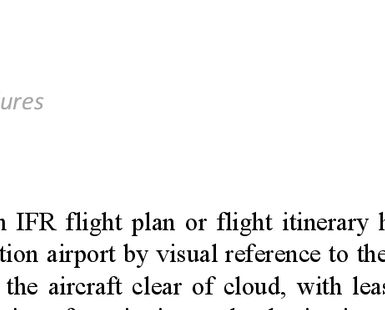 ures
IFR flight plan or flight itinerary
tion airport by visual reference to the
the aircraft clear of cloud, with